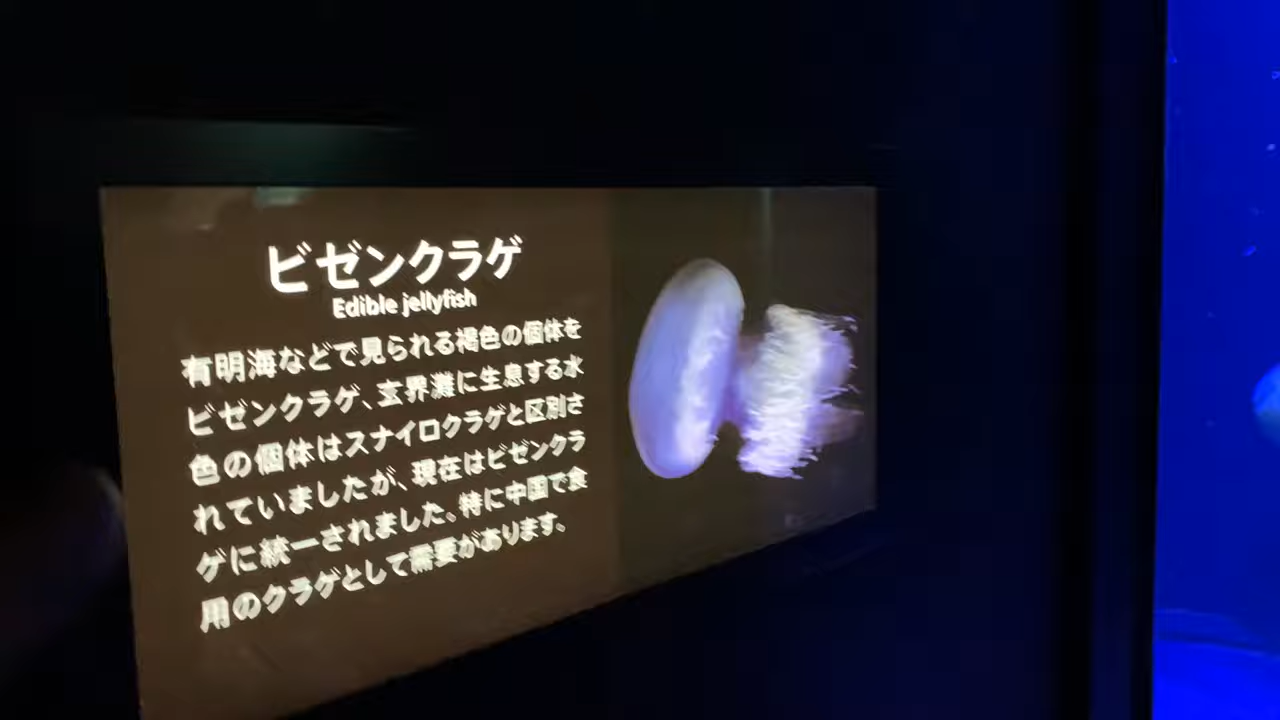 ビゼンクラゲ
Edible jellyfish
有明海などで見られる褐色の個体を
ビゼンクラゲ、玄界灘に生息する水
色の個体はスナイロクラゲと区別さ
れていましたが、現在はビゼンクラ
ゲに統一されました。特に中国で食
用のクラゲとして需要があります。